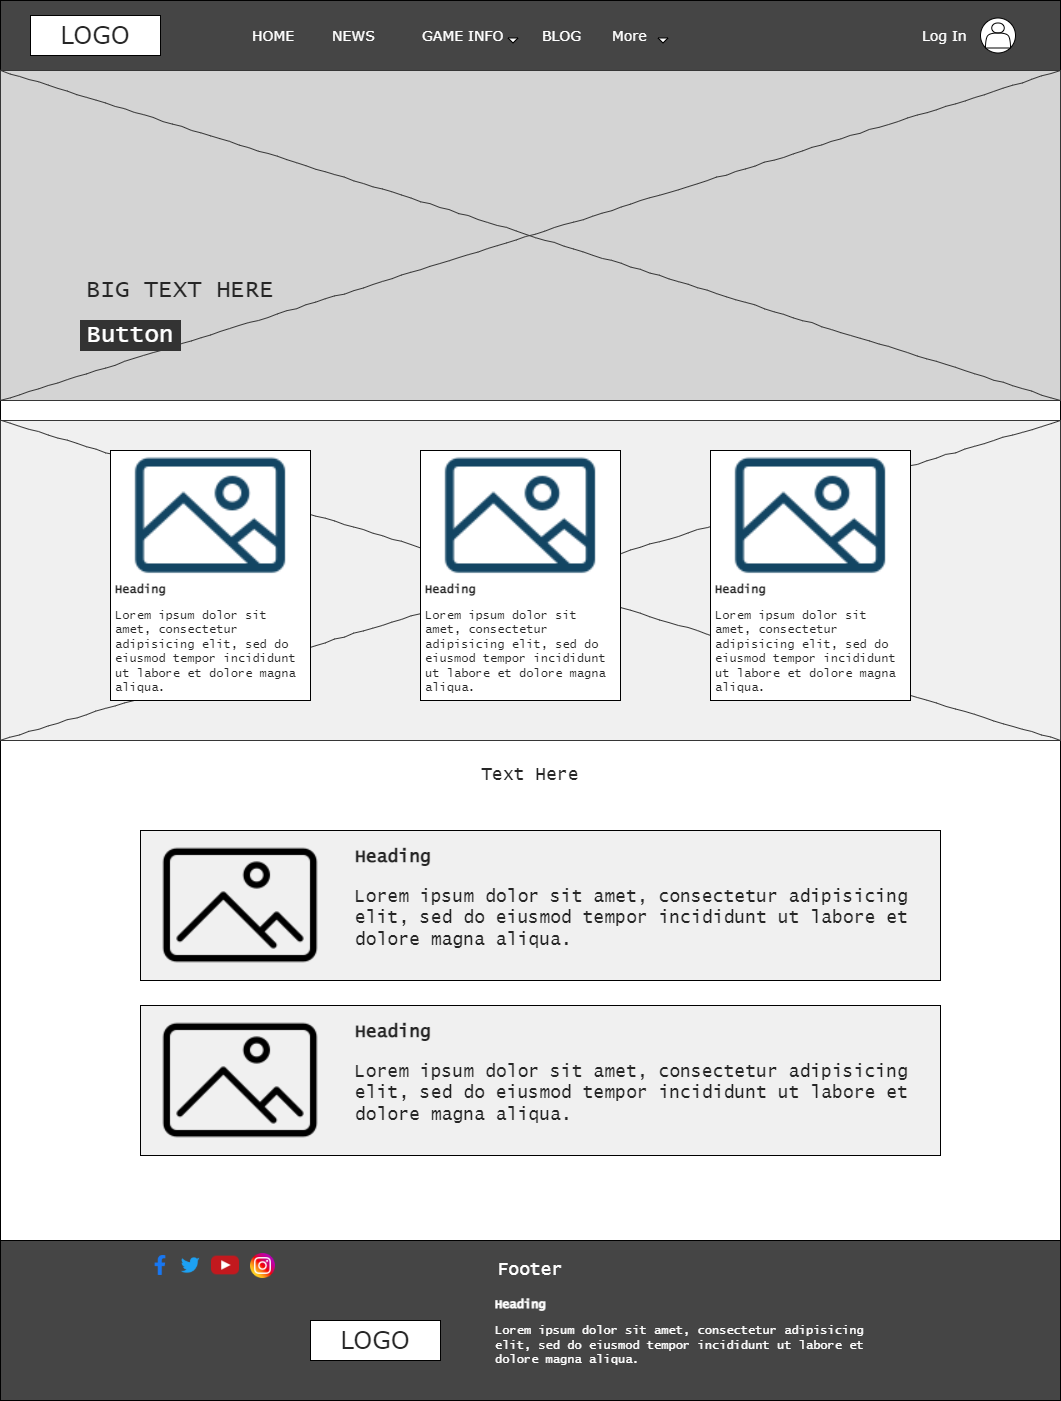 LOGO
HOME
NEWS
GAME INFO
BLOG
More
Log In
BIG TEXT HERE
Button
Heading
Lorem ipsum dolor sit
amet, consectetur
adipisicing elit, sed do
eiusmod tempor incididunt
ut labore et dolore magna
aliqua.
Heading
Lorem ipsum dolor sit
amet, consectetur
adipisicing elit, sed do
eiusmod tempor incididunt
ut labore et dolore magna
aliqua.
Heading
Lorem ipsum dolor sit
amet, consectetur
adipisicing elit, sed do
eiusmod tempor incididunt
ut labore et dolore magna
aliqua.
Text Here
Heading
Lorem ipsum dolor sit amet, consectetur adipisicing
elit, sed do eiusmod tempor incididunt ut labore et
dolore magna aliqua.
Heading
Lorem ipsum dolor sit amet, consectetur adipisicing
elit, sed do eiusmod tempor incididunt ut labore et
dolore magna aliqua.
LOGO
Footer
Heading
Lorem ipsum dolor sit amet, consectetur adipisicing
elit, sed do eiusmod tempor incididunt ut labore et
dolore magna aliqua.